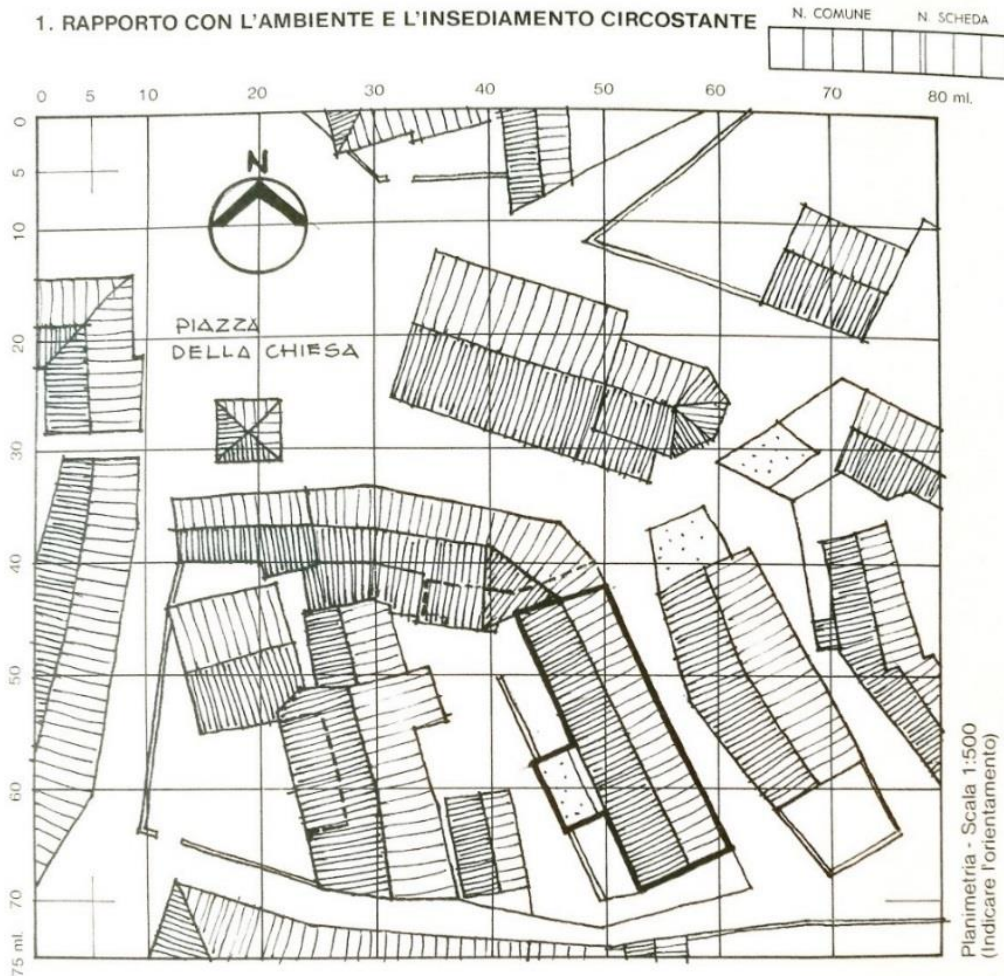 1. RAPPORTO CON L'AMBIENTE E L'INSEDIAMENTO CIRCOSTANTE
N. COMUNE N. SCHEDA
0 5 10 20 30 40 50 60 70 80 ml.
0
5
10
20
30
40
50
60
70
75 ml.
N
PIAZZA
DELLA CHIESA
Planimetria - Scala 1:500
(Indicare l'orientamento)